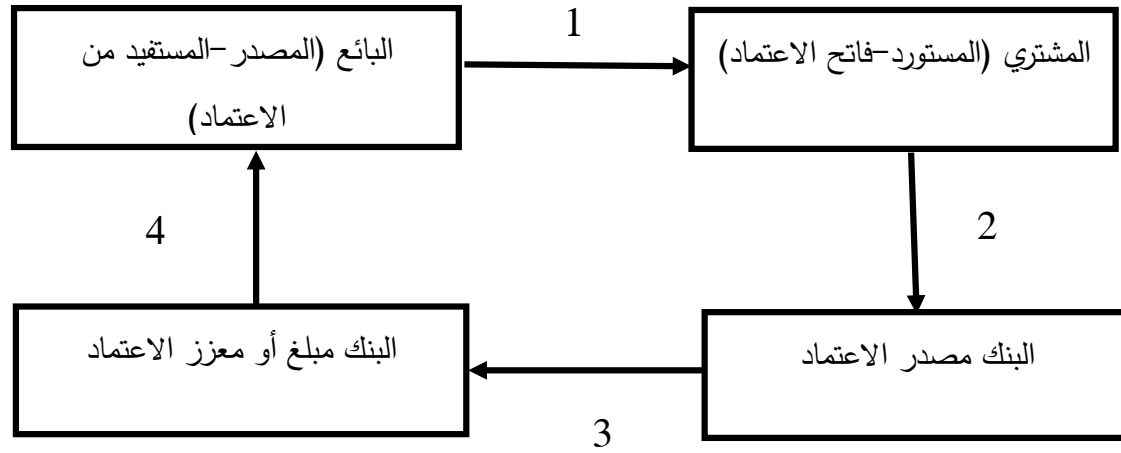 1
المشتري (المستورد–فاتح الاعتماد)
البائع (المصدر –المستفيد من
الاعتماد)
2
4
البنك مصدر الاعتماد
البنك مبلغ أو معزز الاعتماد
3